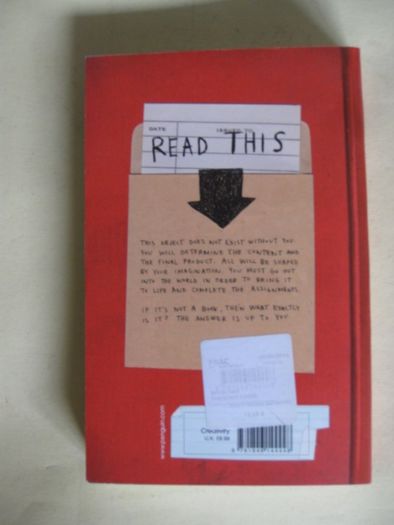 DATE ISSUED TO
READ THIS
THIS OBJECT DOES NOT EXIST WITHOUT YOU.
YOU WILL DETERMINE THE CONTENT AND
THE FINAL PRODUCT. ALL WILL BE SHAPED
BY YOUR IMAGINATION. YOU MUST GO OUT
INTO THE WORLD IN ORDER TO BRING IT
TO LIFE AND COMPLETE THE ASSIGNMENTS.
IF IT'S NOT A BOOK, THEN WHAT EXACTLY
IS IT? THE ANSWER IS UP TO YOU
www.penguin.com
Creativity
U.K.